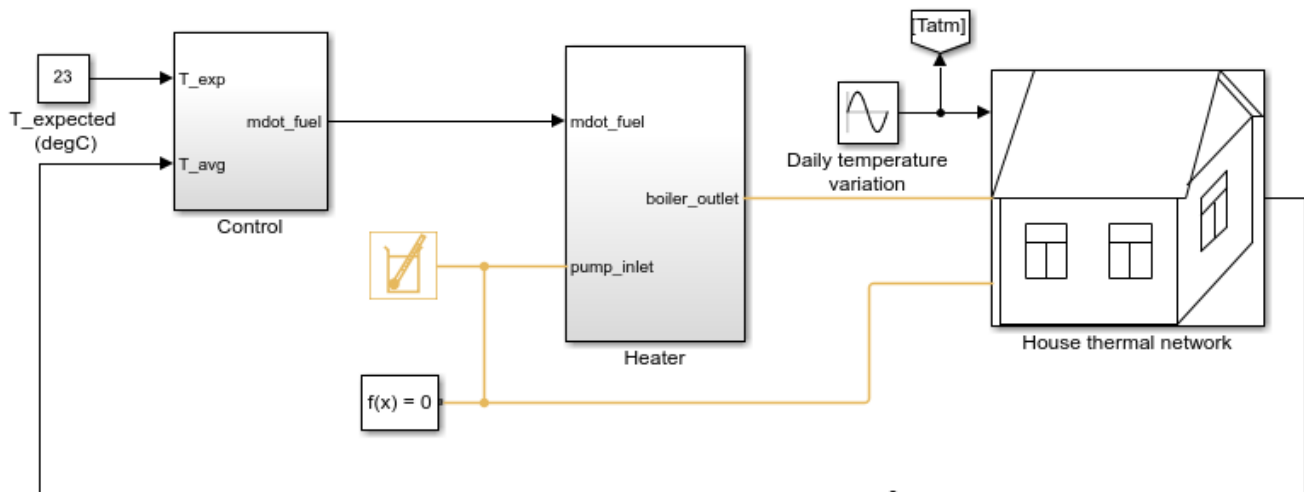 [Tatm]
23
T_expected
(degC)
T_exp
mdot_fuel
T_avg
Control
mdot_fuel
boiler_outlet
pump_inlet
Heater
Daily temperature
variation
House thermal network
f(x) = 0